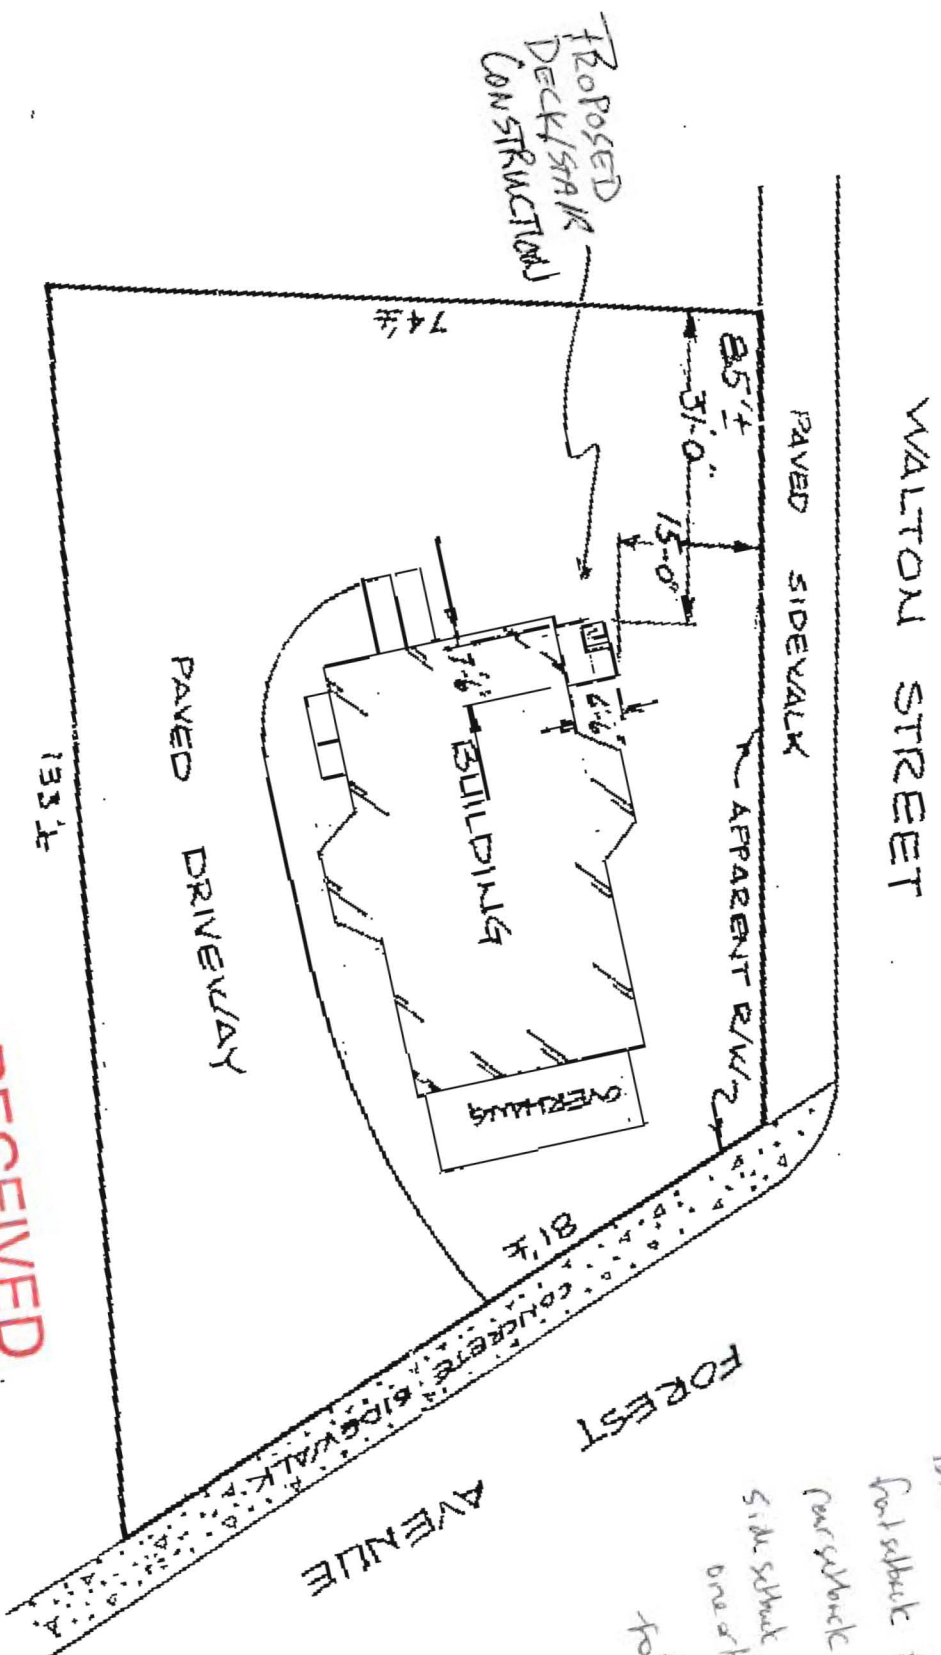 WALTON STREET
PAVED SIDEWALK
APPARENT R/W
PROPOSED
DECK/STAIR
CONSTRUCTION
85'±
31'-0"
15'-0"
74'±
7'-6"
6'-6"
BUILDING
OVERHANG
PAVED DRIVEWAY
133'±
81'±
CONCRETE SIDEWALK
FOREST AVENUE
RECEIVED
front setback
rear setback
side setback